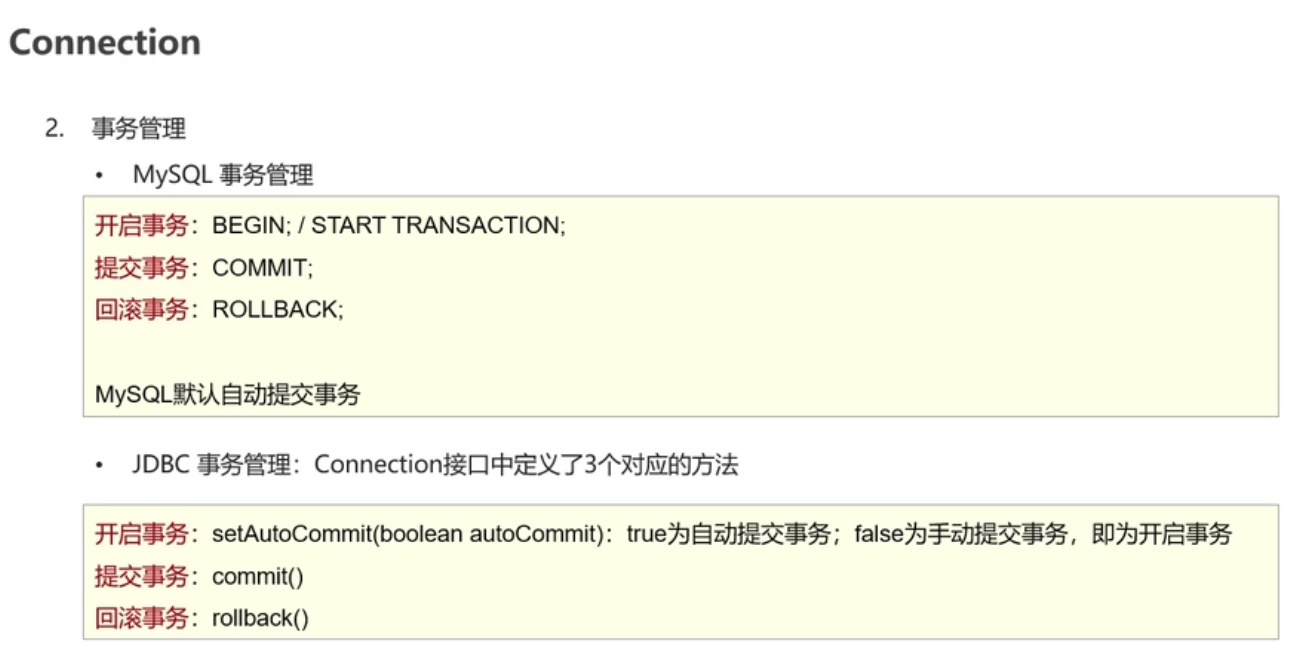 Connection
2. 事务管理
• MySQL 事务管理
开启事务：BEGIN; / START TRANSACTION;
提交事务：COMMIT;
回滚事务：ROLLBACK;
MySQL默认自动提交事务
• JDBC 事务管理：Connection接口中定义了3个对应的方法
开启事务：setAutoCommit(boolean autoCommit)：true为自动提交事务；false为手动提交事务，即为开启事务
提交事务：commit()
回滚事务：rollback()